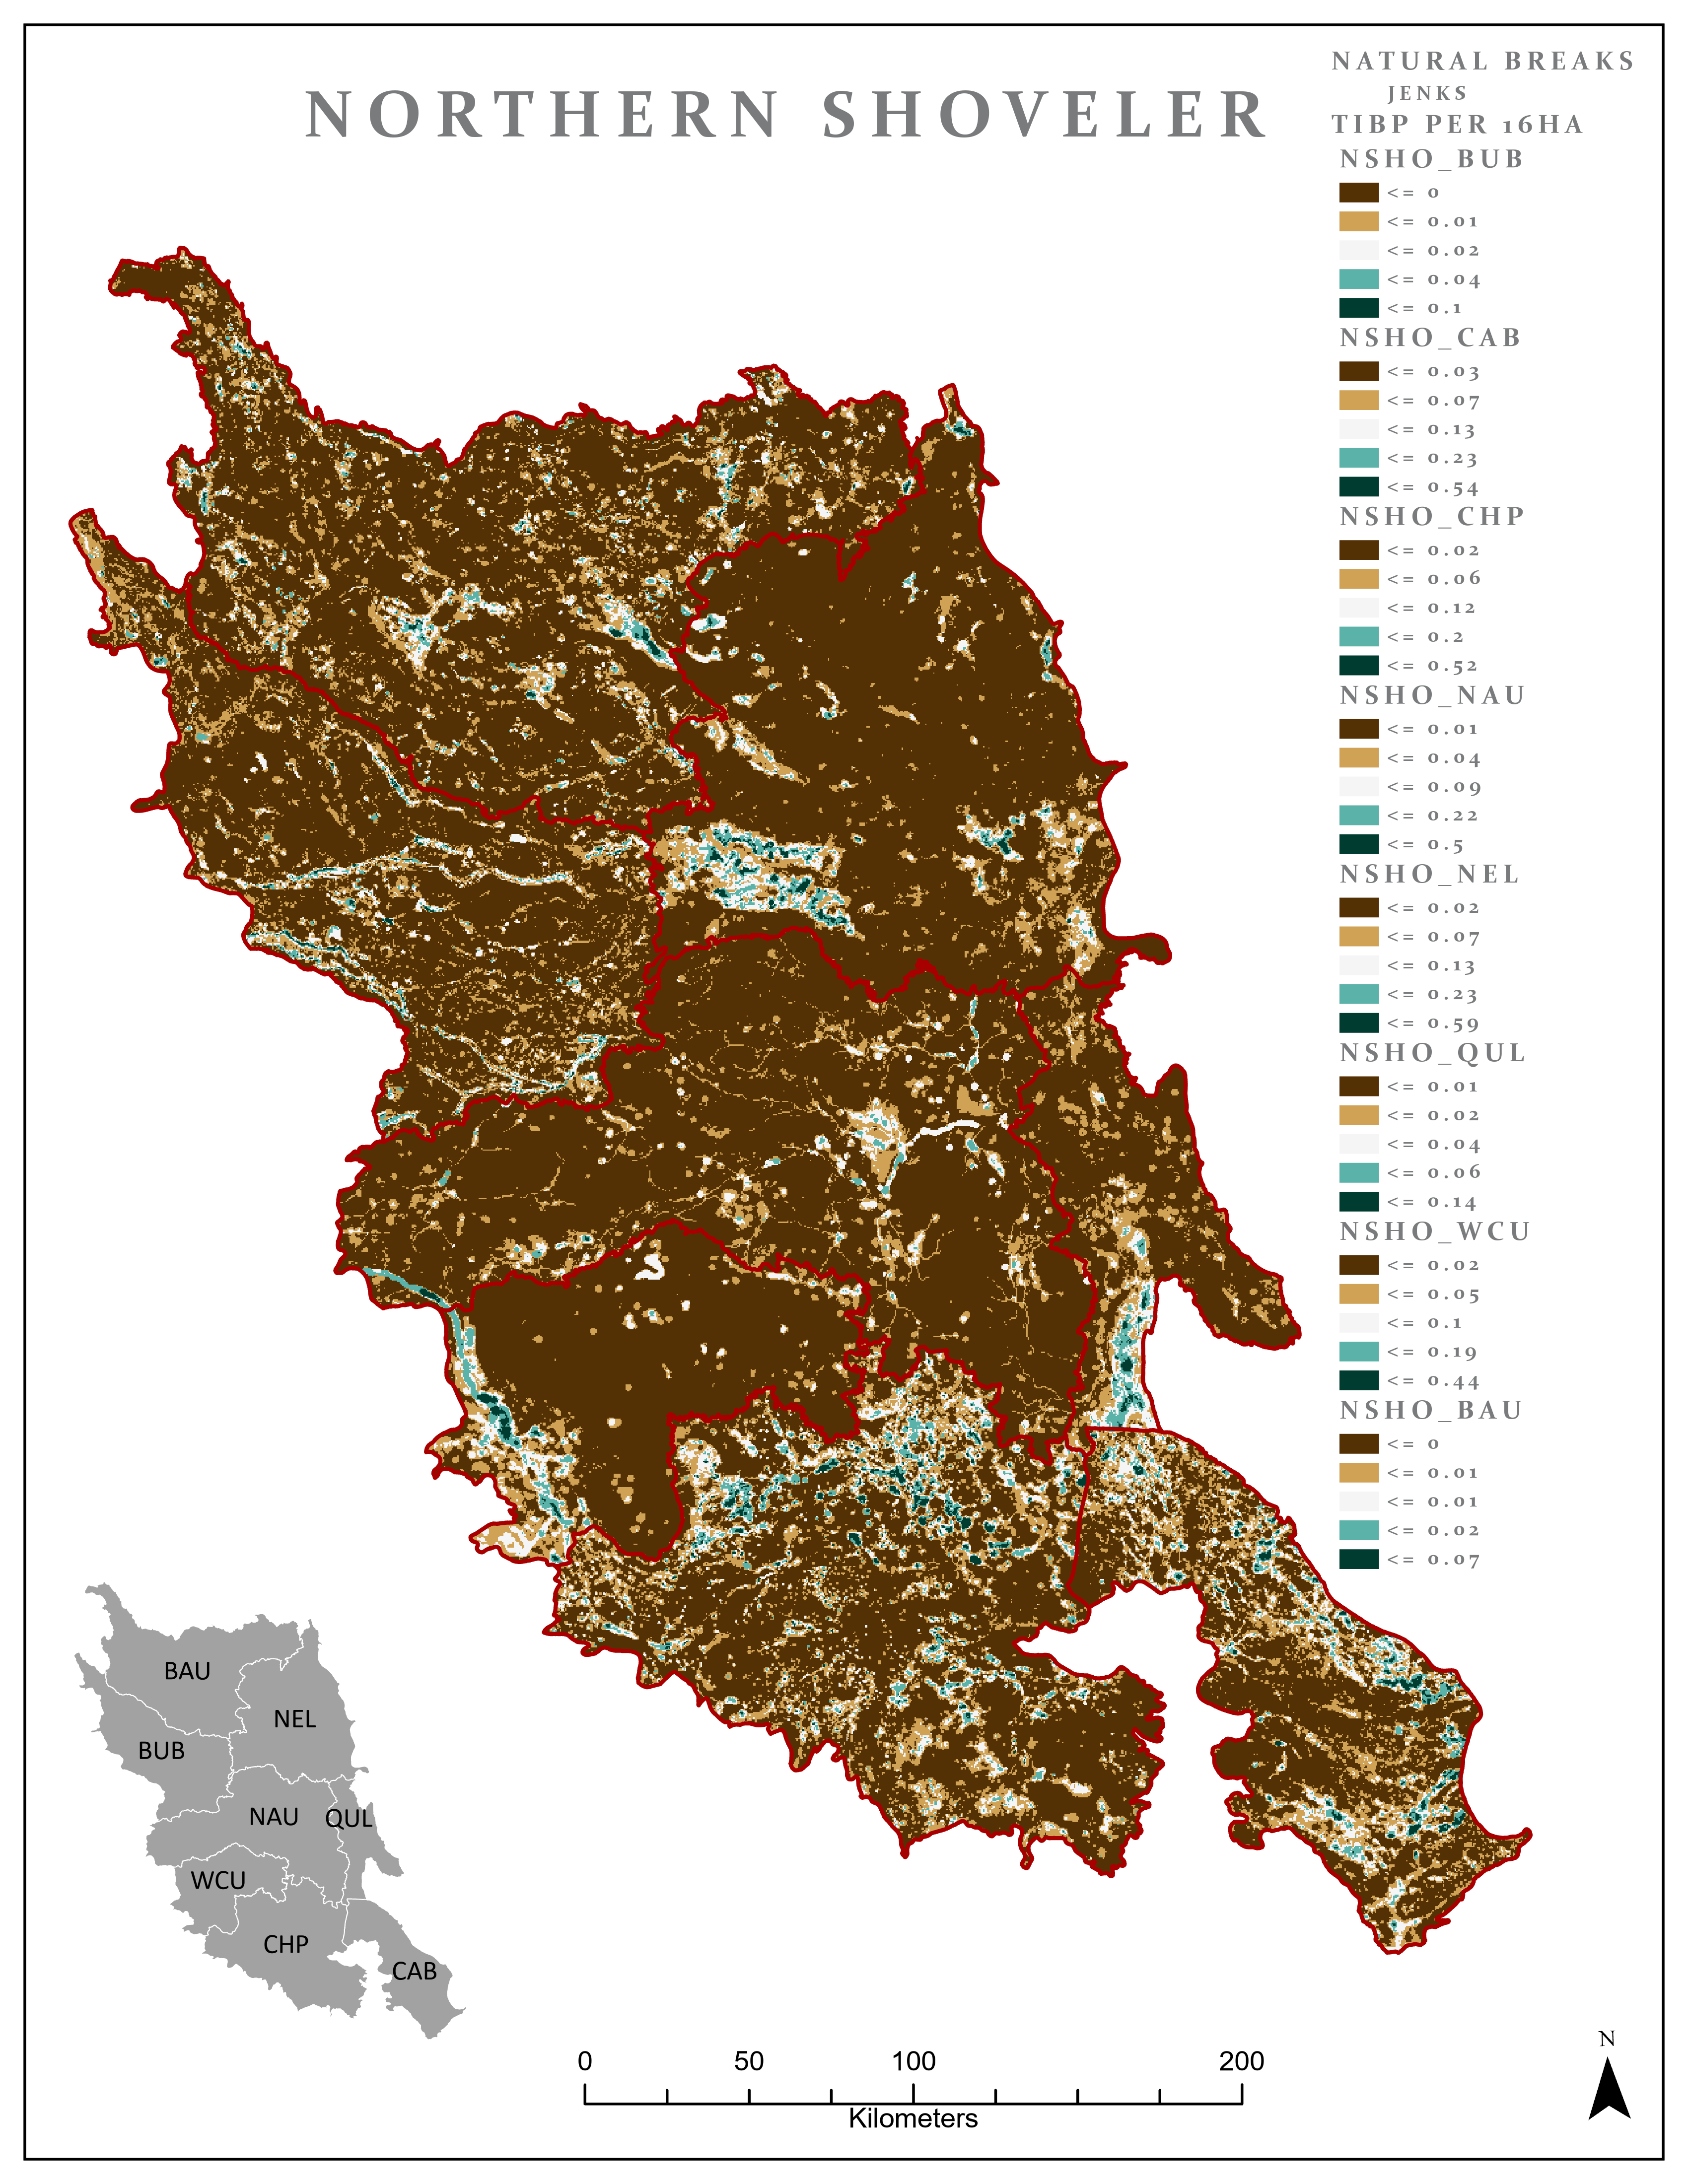 NORTHERN SHOVELER
NATURAL BREAKS
JENKS
TIBP PER 16HA
NSHO_BUB
<= 0
<= 0.01
<= 0.02
<= 0.04
<= 0.1
NSHO_CAB
<= 0.03
<= 0.07
<= 0.13
<= 0.23
<= 0.54
NSHO_CHP
<= 0.02
<= 0.06
<= 0.12
<= 0.2
<= 0.52
NSHO_NAU
<= 0.01
<= 0.04
<= 0.09
<= 0.22
<= 0.5
NSHO_NEL
<= 0.02
<= 0.07
<= 0.13
<= 0.23
<= 0.59
NSHO_QUL
<= 0.01
<= 0.02
<= 0.04
<= 0.06
<= 0.14
NSHO_WCU
<= 0.02
<= 0.05
<= 0.1
<= 0.19
<= 0.44
NSHO_BAU
<= 0
<= 0.01
<= 0.01
<= 0.02
<= 0.07
BAU
NEL
BUB
NAU QUL
WCU
CHP
CAB
0 50 100 200
Kilometers
N